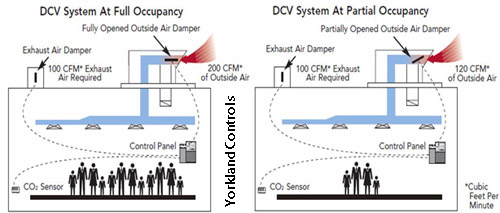 DCV System At Full Occupancy
Fully Opened Outside Air Damper
Exhaust Air Damper
100 CFM* Exhaust
Air Required
200 CFM*
of Outside Air
Control Panel
CO₂ Sensor
Yorkland Controls
DCV System At Partial Occupancy
Partially Opened Outside Air Damper
Exhaust Air Damper
100 CFM* Exhaust
Air Required
120 CFM*
of Outside Air
Control Panel
CO₂ Sensor
*Cubic
Feet Per
Minute